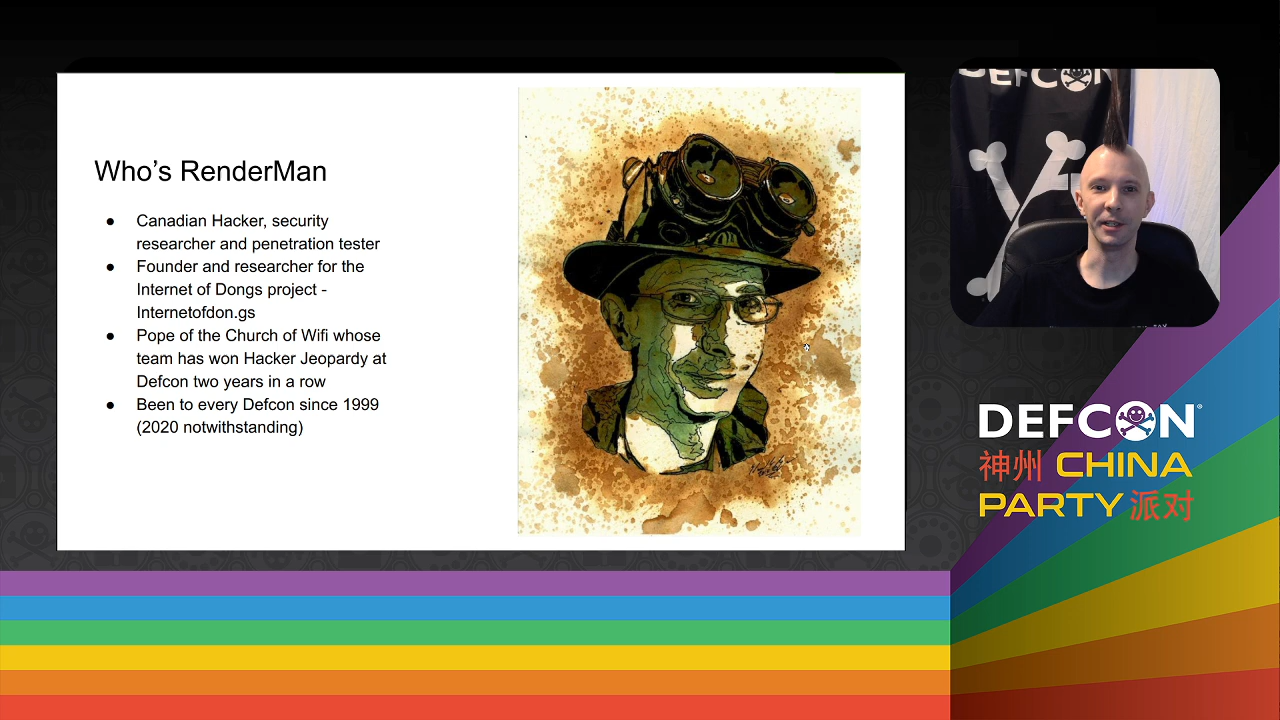 Who's RenderMan
● Canadian Hacker, security
researcher and penetration tester
● Founder and researcher for the
Internet of Dongs project -
Internetofdon.gs
● Pope of the Church of Wifi whose
team has won Hacker Jeopardy at
Defcon two years in a row
● Been to every Defcon since 1999
(2020 notwithstanding)
DEFCON
DEFCON®
神州 CHINA
PARTY 派对